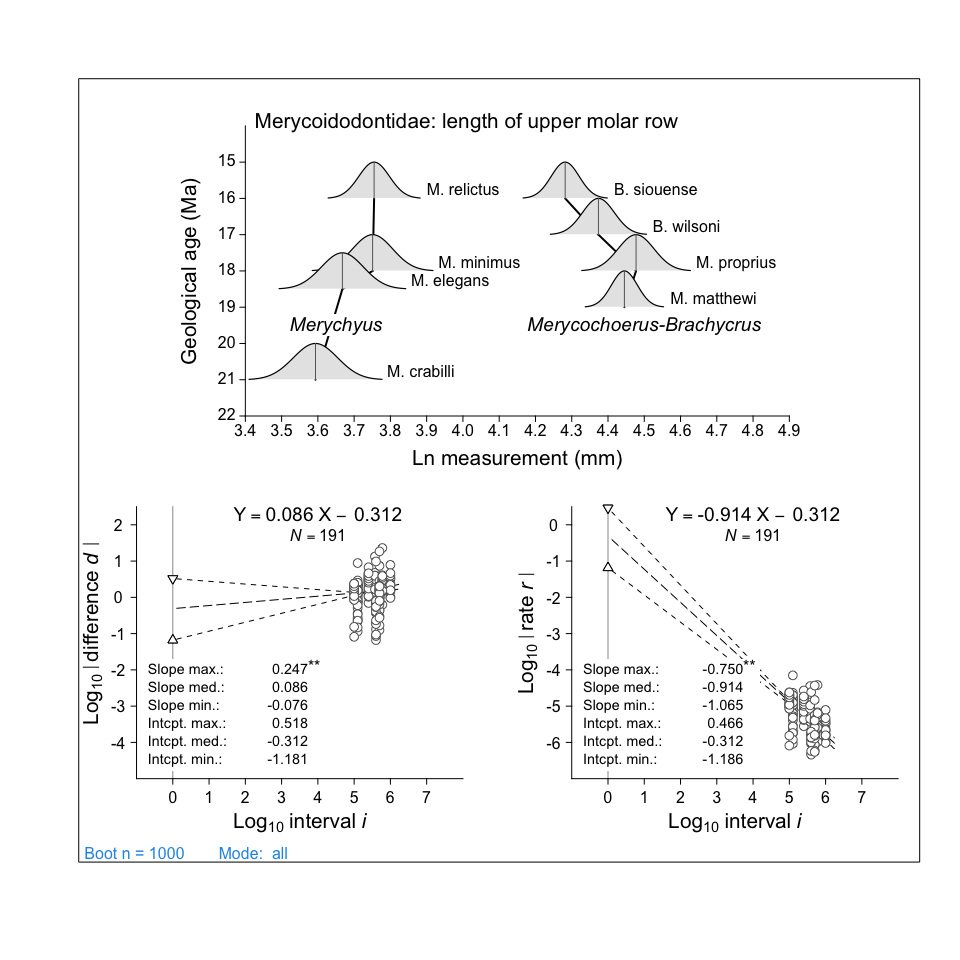 Merycoidodontidae: length of upper molar row
Geological age (Ma)
15
16
17
18
19
20
21
22
M. relictus
B. siouense
B. wilsoni
M. minimus
M. proprius
M. elegans
M. matthewi
Merychyus
Merycochoerus-Brachycrus
M. crabilli
3.4 3.5 3.6 3.7 3.8 3.9 4.0 4.1 4.2 4.3 4.4 4.5 4.6 4.7 4.8 4.9
Ln measurement (mm)
Y = 0.086 X – 0.312
N = 191
Log10 | difference d |
2
1
0
-1
-2
-3
-4
Slope max.: 0.247**
Slope med.: 0.086
Slope min.: -0.076
Intcpt. max.: 0.518
Intcpt. med.: -0.312
Intcpt. min.: -1.181
0 1 2 3 4 5 6 7
Log10 interval i
Y = -0.914 X – 0.312
N = 191
Log10 | rate r |
0
-1
-2
-3
-4
-5
-6
Slope max.: -0.750**
Slope med.: -0.914
Slope min.: -1.065
Intcpt. max.: 0.466
Intcpt. med.: -0.312
Intcpt. min.: -1.186
0 1 2 3 4 5 6 7
Log10 interval i
Boot n = 1000 Mode: all